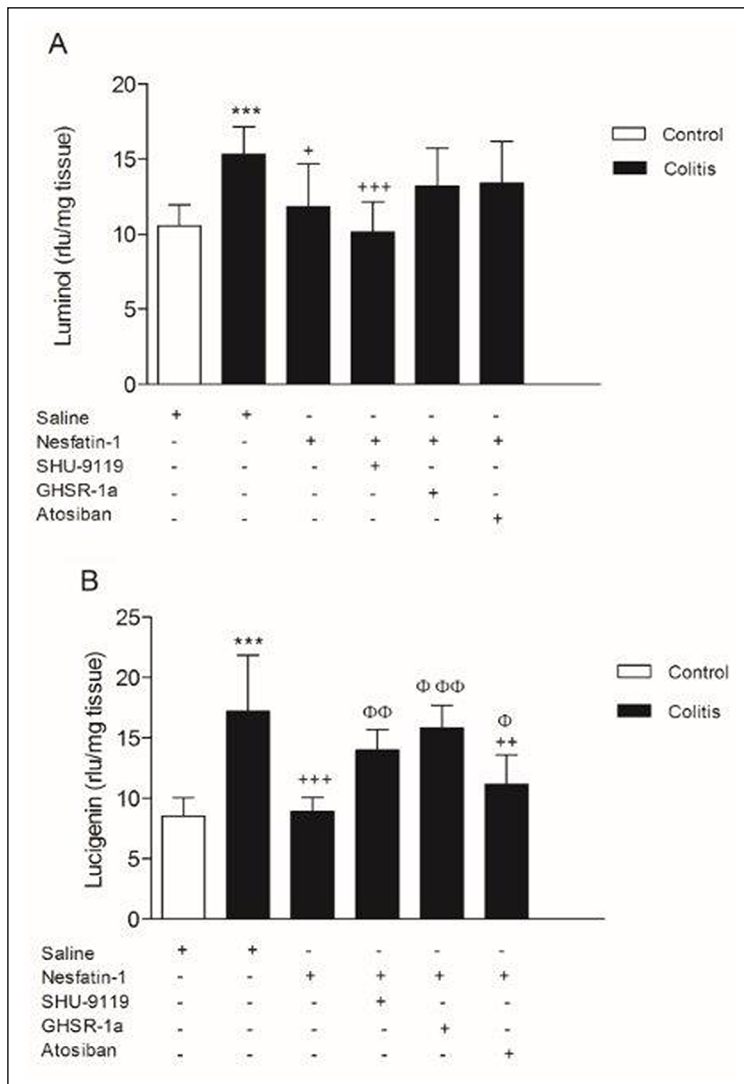 A
20
15
10
5
0
Luminol (rlu/mg tissue)
***
+
+++
Control
Colitis
Saline + + - - - -
Nesfatin-1 - - + + + +
SHU-9119 - - - + - -
GHSR-1a - - - - + -
Atosiban - - - - - +
B
25
20
15
10
5
0
Lucigenin (rlu/mg tissue)
***
+++
ΦΦ
Φ ΦΦ
Φ
++
Control
Colitis
Saline + + - - - -
Nesfatin-1 - - + + + +
SHU-9119 - - - + - -
GHSR-1a - - - - + -
Atosiban - - - - - +